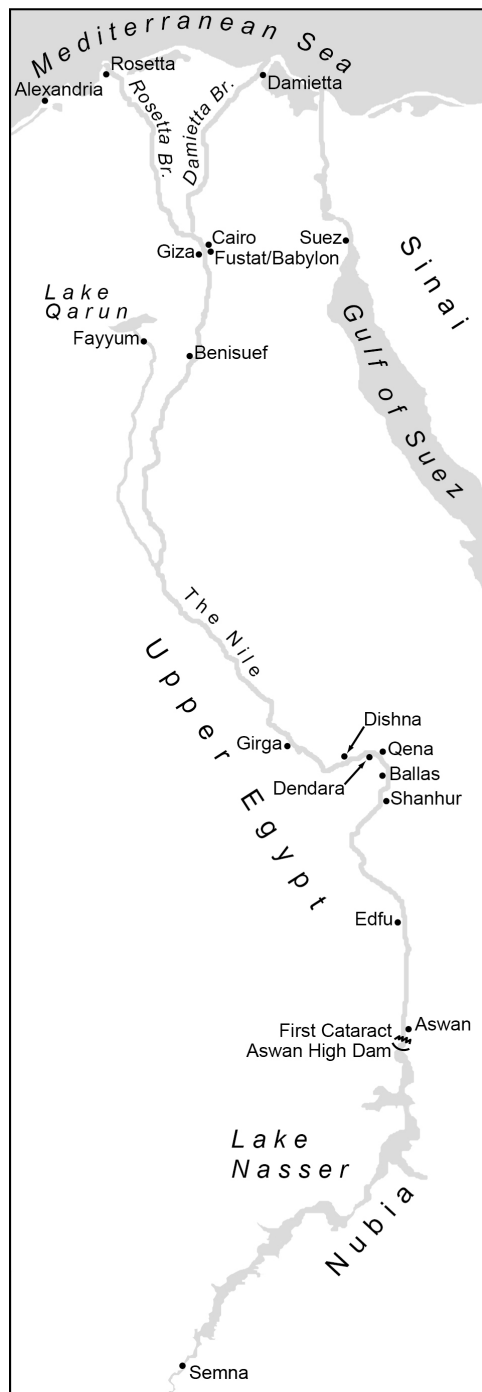 Mediterranean Sea
Rosetta
Alexandria
Damietta
Rosetta Br.
Damietta Br.
Cairo
Giza
Fustat/Babylon
Suez
Sinai
Lake
Qarun
Fayyum
Benisuef
Gulf of Suez
The Nile
Upper Egypt
Dishna
Girga
Qena
Dendara
Ballas
Shanhur
Edfu
Aswan
First Cataract
Aswan High Dam
Lake
Nasser
Nubia
Semna